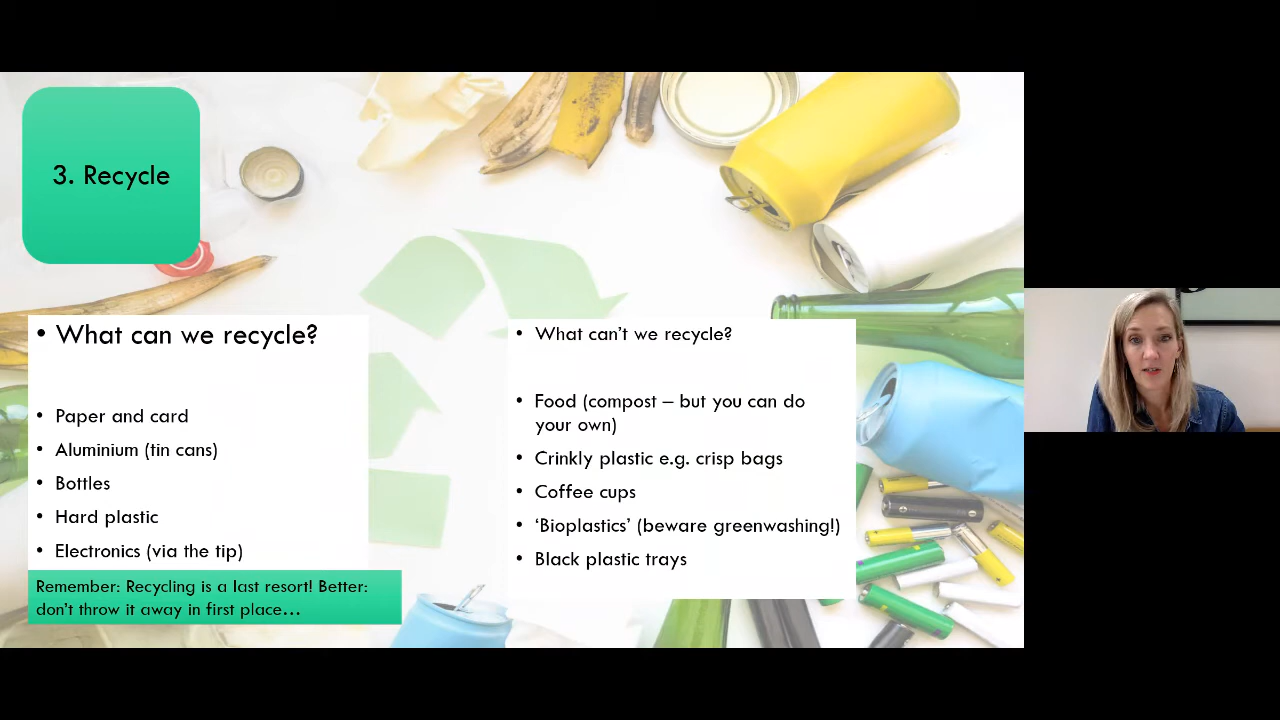 3. Recycle
• What can we recycle?
• Paper and card
• Aluminium (tin cans)
• Bottles
• Hard plastic
• Electronics (via the tip)
Remember: Recycling is a last resort! Better:
don't throw it away in first place…
• What can't we recycle?
• Food (compost – but you can do
your own)
• Crinkly plastic e.g. crisp bags
• Coffee cups
• 'Bioplastics' (beware greenwashing!)
• Black plastic trays